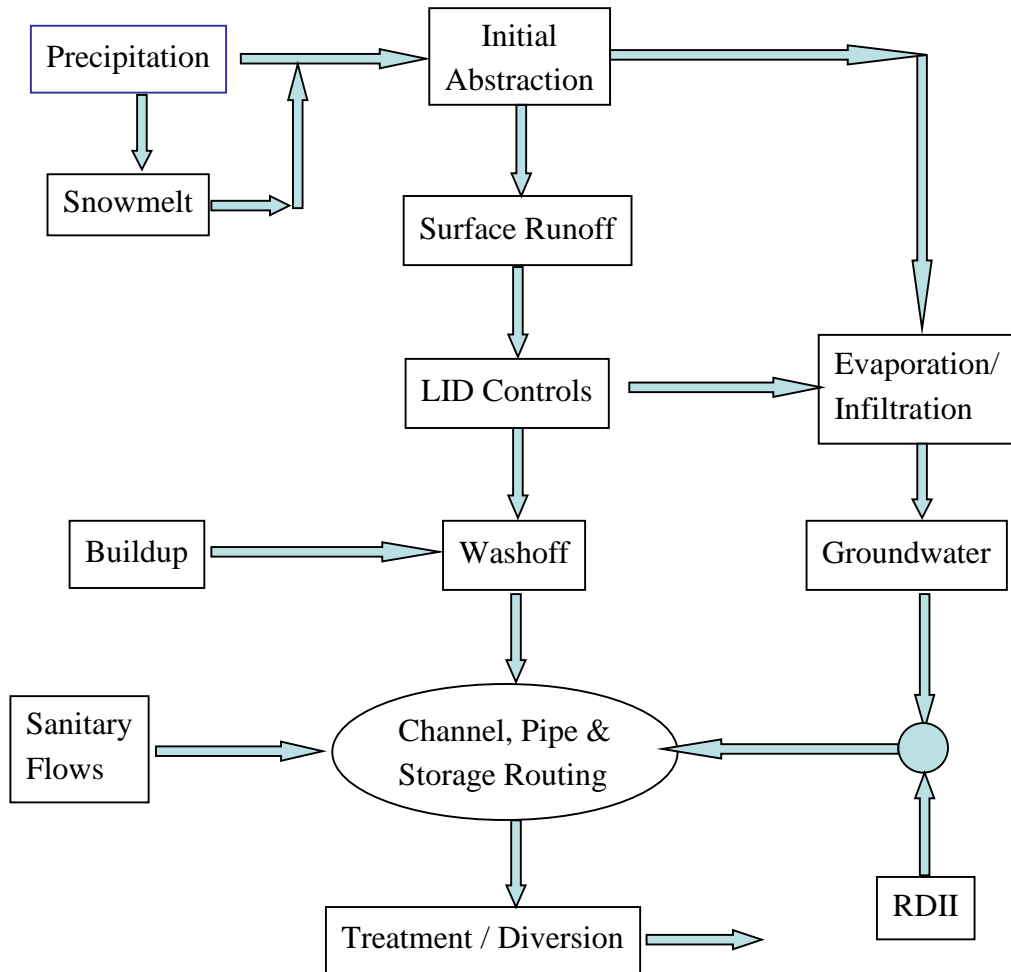 Precipitation
Initial
Abstraction
Snowmelt
Surface Runoff
LID Controls
Evaporation/
Infiltration
Buildup
Washoff
Groundwater
Sanitary
Flows
Channel, Pipe &
Storage Routing
RDII
Treatment / Diversion